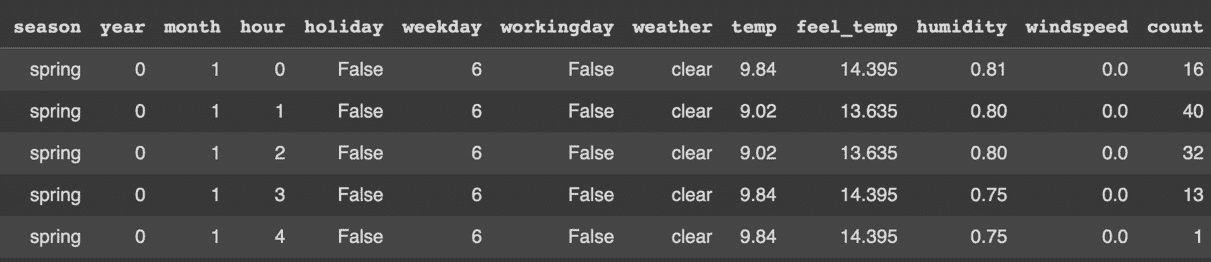 season year month hour holiday weekday workingday weather temp feel_temp humidity windspeed count
spring 0 1 0 False 6 False clear 9.84 14.395 0.81 0.0 16
spring 0 1 1 False 6 False clear 9.02 13.635 0.80 0.0 40
spring 0 1 2 False 6 False clear 9.02 13.635 0.80 0.0 32
spring 0 1 3 False 6 False clear 9.84 14.395 0.75 0.0 13
spring 0 1 4 False 6 False clear 9.84 14.395 0.75 0.0 1